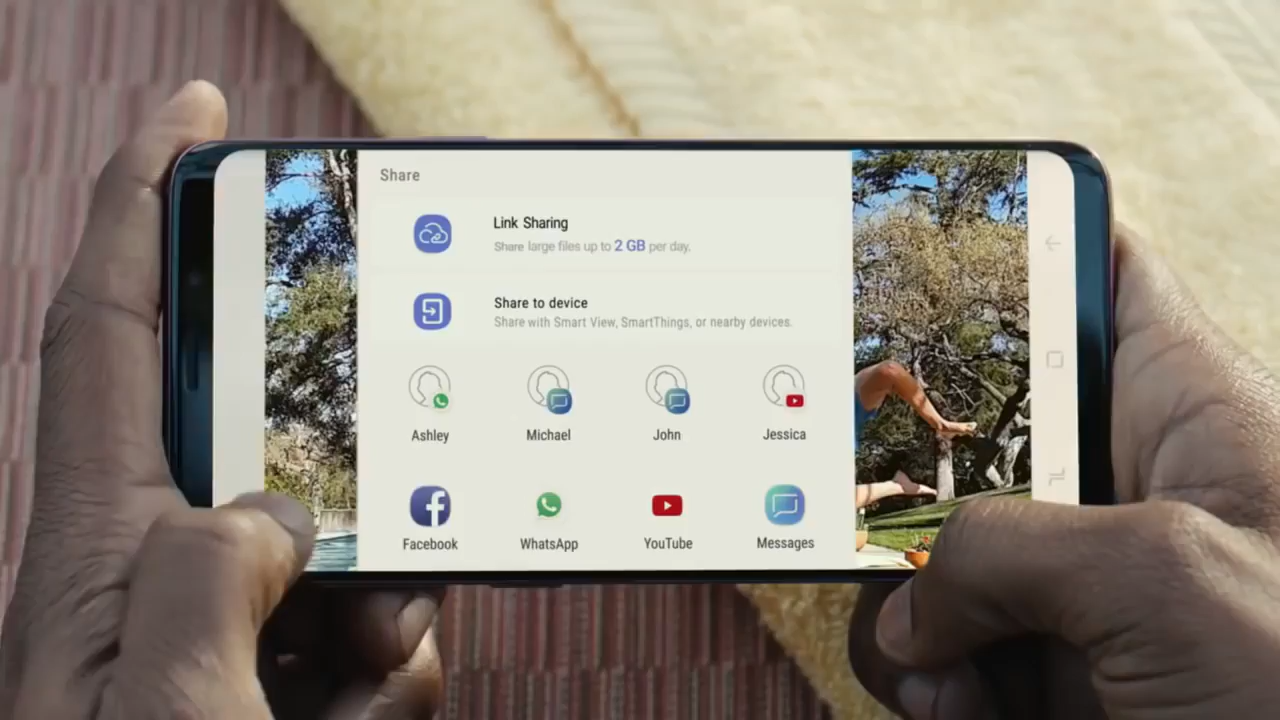 Share
Link Sharing
Share large files up to 2 GB per day.
Share to device
Share with Smart View, SmartThings, or nearby devices.
Ashley
Michael
John
Jessica
Facebook
WhatsApp
YouTube
Messages